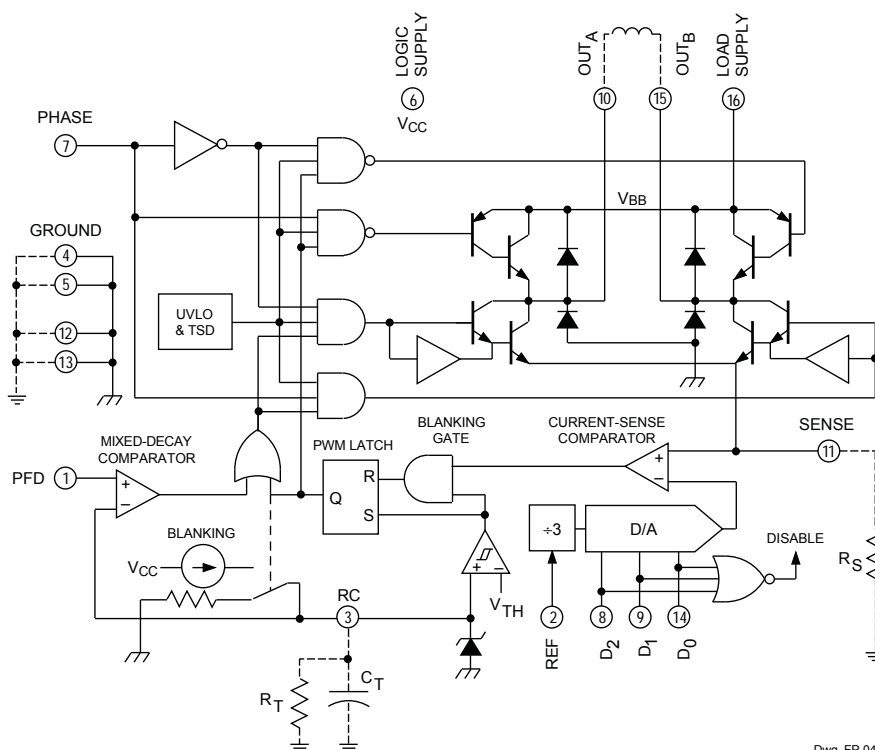 LOGIC
SUPPLY
6
VCC
OUTA
10
OUTB
15
LOAD
SUPPLY
16
PHASE
7
VBB
GROUND
4
5
12
13
UVLO
& TSD
MIXED-DECAY
COMPARATOR
PFD 1
+
−
PWM LATCH
R
Q
S
BLANKING
GATE
CURRENT-SENSE
COMPARATOR
+
−
SENSE
11
RS
BLANKING
VCC
RC
3
RT
CT
+ −
VTH
÷3
D/A
DISABLE
2
8
9
14
REF
D2
D1
D0